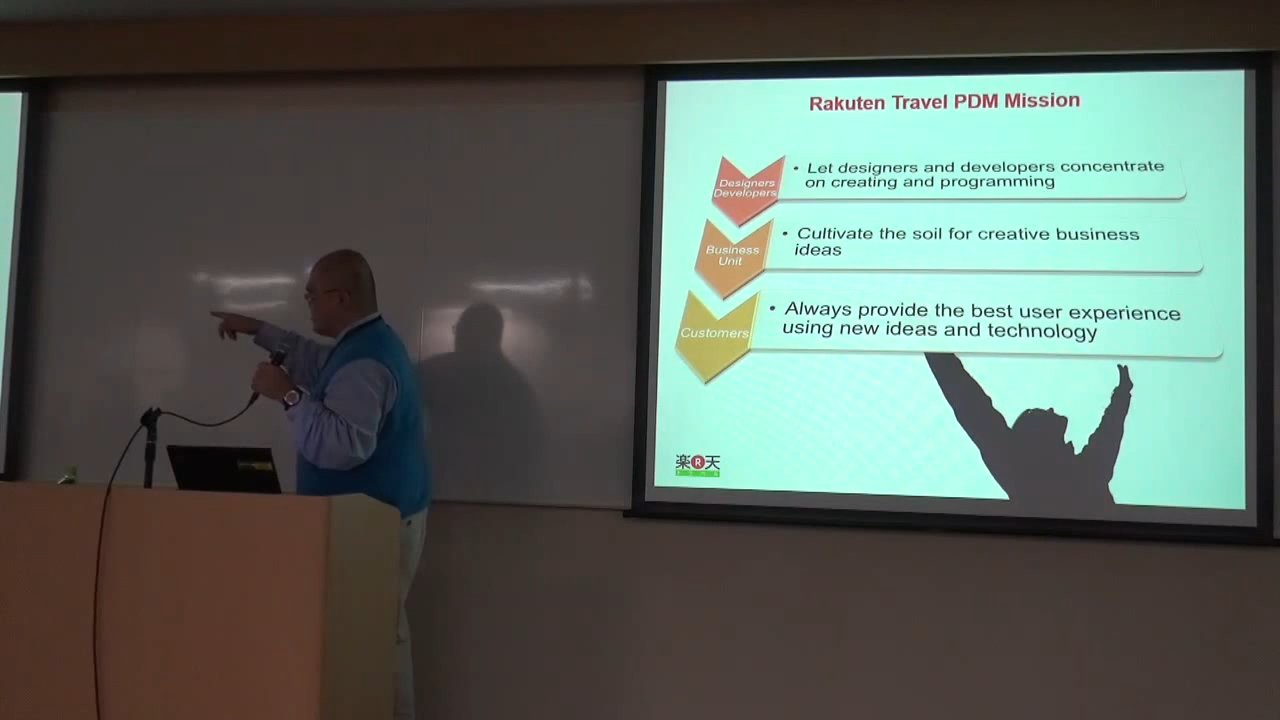 Rakuten Travel PDM Mission
Designers
Developers
• Let designers and developers concentrate
on creating and programming
Business
Unit
• Cultivate the soil for creative business
ideas
Customers
• Always provide the best user experience
using new ideas and technology
楽R天